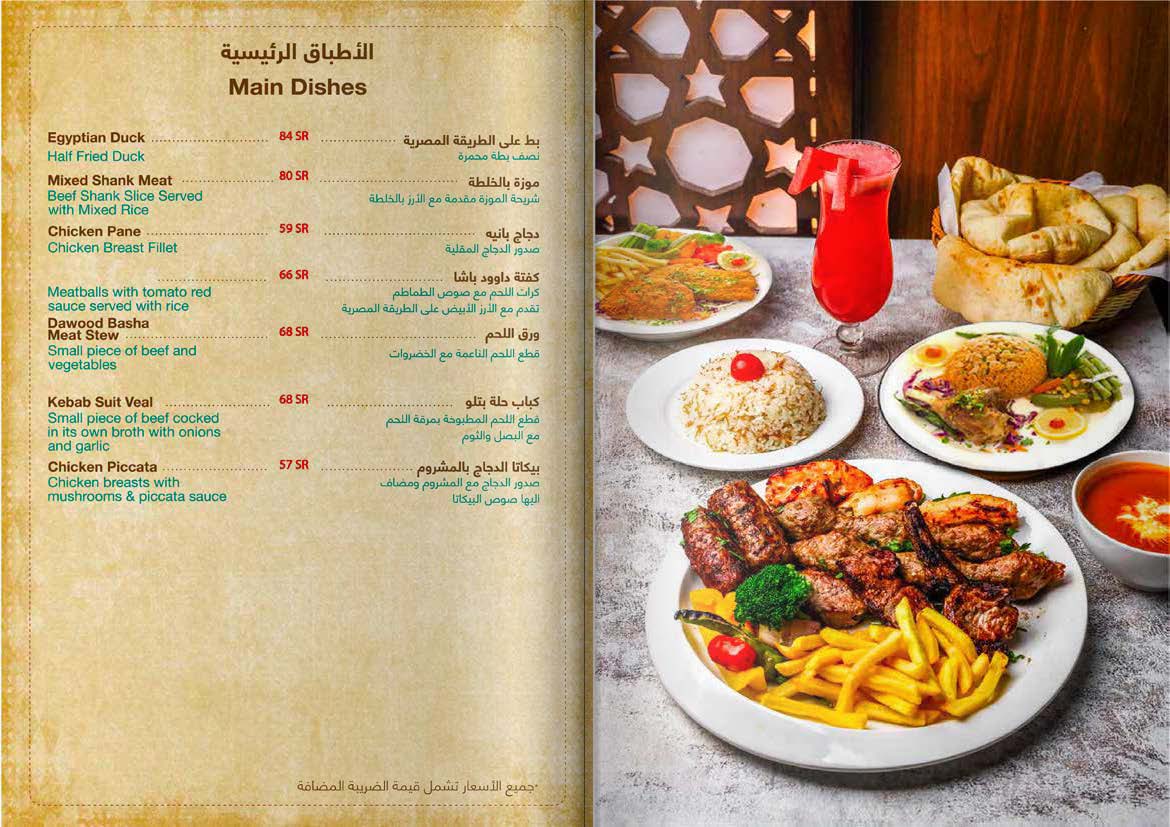 الأطباق الرئيسية
Main Dishes
Egyptian Duck ........................ 84 SR ................ بط على الطريقة المصرية
Half Fried Duck نصف بطة محمرة
Mixed Shank Meat ................... 80 SR ............................ موزة بالخلطة
Beef Shank Slice Served شريحة الموزة مقدمة مع الأرز بالخلطة
with Mixed Rice
Chicken Pane ......................... 59 SR ................................ دجاج بانيه
Chicken Breast Fillet صدور الدجاج المقلية
....................... 66 SR ........................ كفتة داوود باشا
Meatballs with tomato red كرات اللحم مع صوص الطماطم
sauce served with rice تقدم مع الأرز الأبيض على الطريقة المصرية
Dawood Basha
Meat Stew .............................. 68 SR ................................ ورق اللحم
Small piece of beef and قطع اللحم الناعمة مع الخضروات
vegetables
Kebab Suit Veal ...................... 68 SR .......................... كباب حلة بتلو
Small piece of beef cocked قطع اللحم المطبوخة بمرقة اللحم
in its own broth with onions مع البصل والثوم
and garlic
Chicken Piccata ...................... 57 SR .................... بيكاتا الدجاج بالمشروم
Chicken breasts with صدور الدجاج مع المشروم ومضاف
mushrooms & piccata sauce اليها صوص البيكاتا
*جميع الأسعار تشمل قيمة الضريبة المضافة